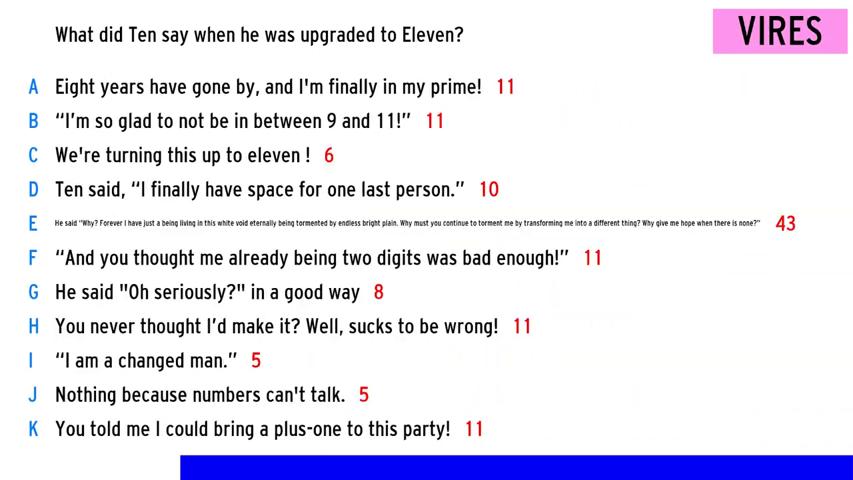 What did Ten say when he was upgraded to Eleven?
VIRES
A Eight years have gone by, and I'm finally in my prime! 11
B “I’m so glad to not be in between 9 and 11!” 11
C We're turning this up to eleven ! 6
D Ten said, “I finally have space for one last person.” 10
E He said “Why? Forever I have just a being living in this white void eternally being tormented by endless bright plain. Why must you continue to torment me by transforming me into a different thing? Why give me hope when there is none?” 43
F “And you thought me already being two digits was bad enough!” 11
G He said "Oh seriously?" in a good way 8
H You never thought I’d make it? Well, sucks to be wrong! 11
I “I am a changed man.” 5
J Nothing because numbers can't talk. 5
K You told me I could bring a plus-one to this party! 11